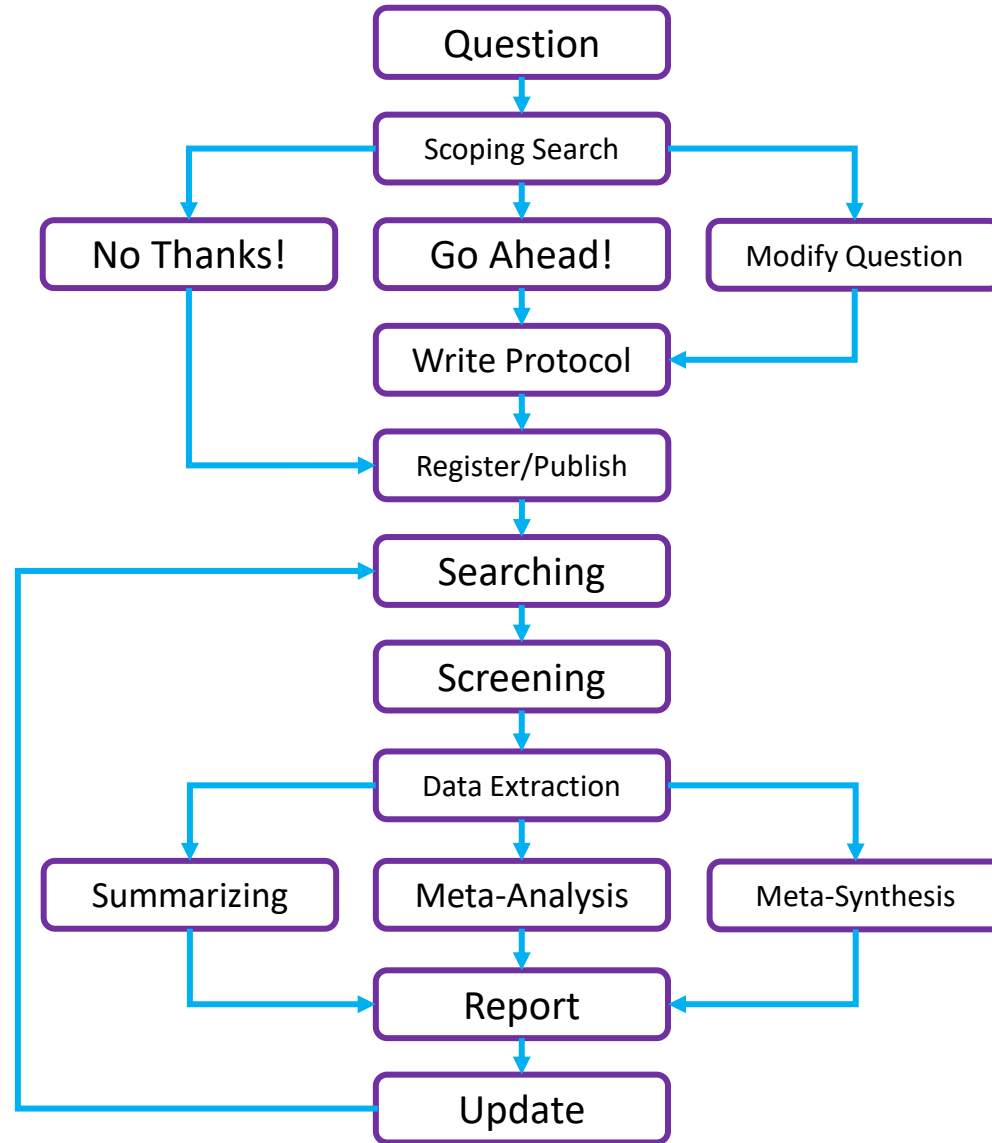 Question
Scoping Search
No Thanks!
Go Ahead!
Modify Question
Write Protocol
Register/Publish
Searching
Screening
Data Extraction
Summarizing
Meta-Analysis
Meta-Synthesis
Report
Update